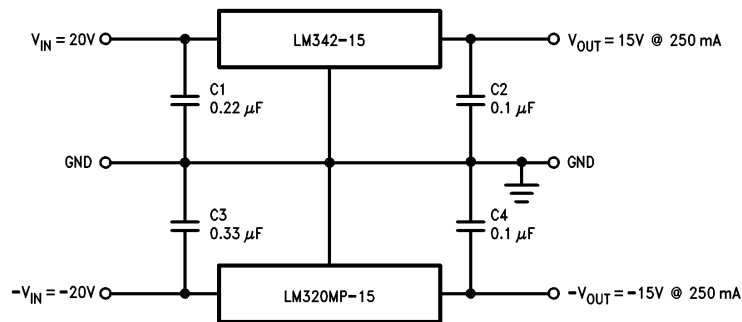 V_IN = 20V
LM342-15
V_OUT = 15V @ 250 mA
C1
0.22 μF
C2
0.1 μF
GND
GND
C3
0.33 μF
C4
0.1 μF
-V_IN = -20V
LM320MP-15
-V_OUT = -15V @ 250 mA